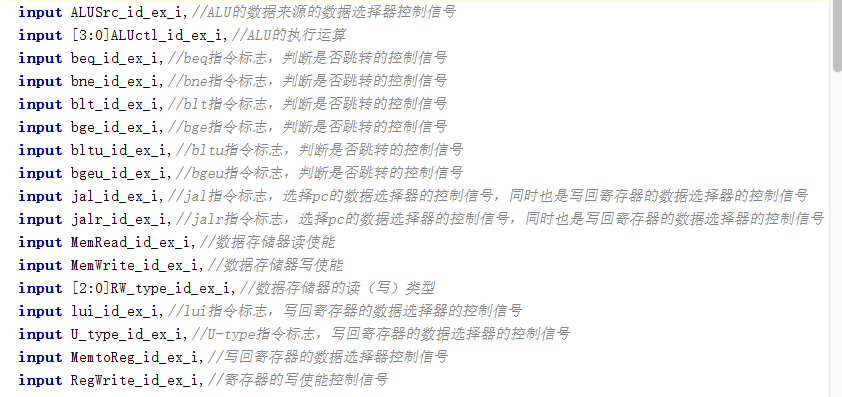 input ALUSrc_id_ex_i,//ALU的数据来源的数据选择器控制信号
input [3:0]ALUctl_id_ex_i,//ALU的执行运算
input beq_id_ex_i,//beq指令标志，判断是否跳转的控制信号
input bne_id_ex_i,//bne指令标志，判断是否跳转的控制信号
input blt_id_ex_i,//blt指令标志，判断是否跳转的控制信号
input bge_id_ex_i,//bge指令标志，判断是否跳转的控制信号
input bltu_id_ex_i,//bltu指令标志，判断是否跳转的控制信号
input bgeu_id_ex_i,//bgeu指令标志，判断是否跳转的控制信号
input jal_id_ex_i,//jal指令标志，选择pc的数据选择器的控制信号，同时也是写回寄存器的数据选择器的控制信号
input jalr_id_ex_i,//jalr指令标志，选择pc的数据选择器的控制信号，同时也是写回寄存器的数据选择器的控制信号
input MemRead_id_ex_i,//数据存储器读使能
input MemWrite_id_ex_i,//数据存储器写使能
input [2:0]RW_type_id_ex_i,//数据存储器的读（写）类型
input lui_id_ex_i,//lui指令标志，写回寄存器的数据选择器的控制信号
input U_type_id_ex_i,//U-type指令标志，写回寄存器的数据选择器的控制信号
input MemtoReg_id_ex_i,//写回寄存器的数据选择器控制信号
input RegWrite_id_ex_i,//寄存器的写使能控制信号